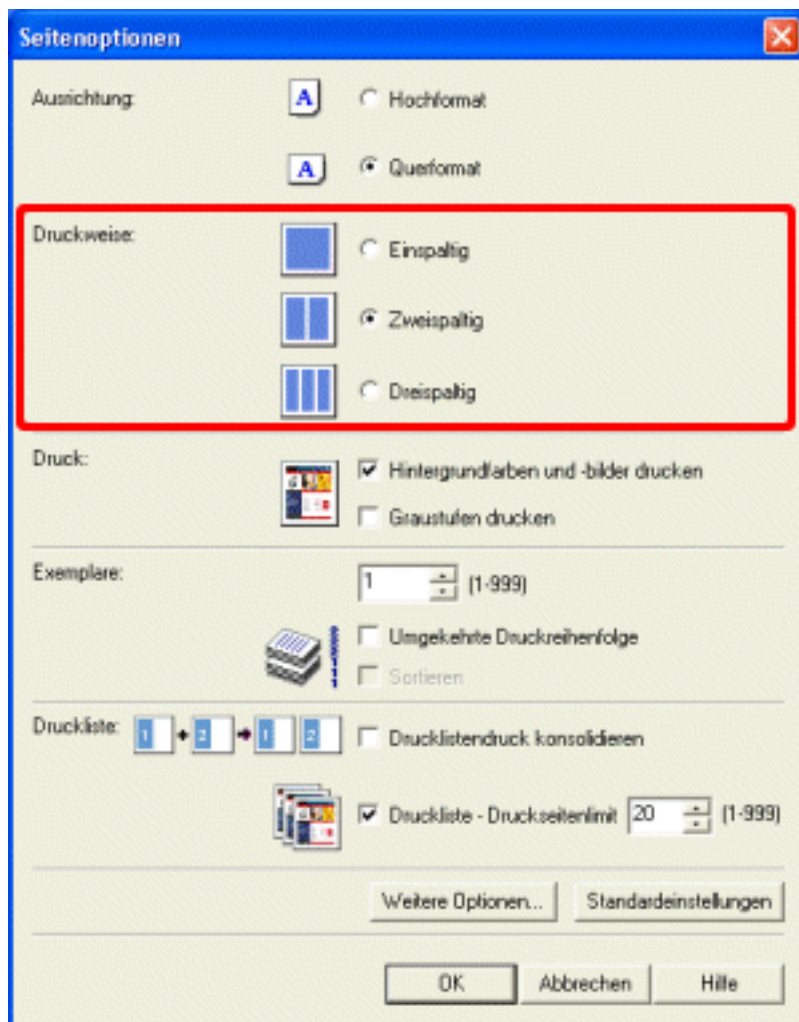 Seitenoptionen
Ausrichtung:
A Hochformat
A Querformat
Druckweise:
Einspaltig
Zweispaltig
Dreispaltig
Druck:
Hintergrundfarben und -bilder drucken
Graustufen drucken
Exemplare:
1 (1-999)
Umgekehrte Druckreihenfolge
Sortieren
Druckliste: 1 + 2 → 1 2 Drucklistendruck konsolidieren
Druckliste - Druckseitenlimit 20 (1-999)
Weitere Optionen... Standardeinstellungen
OK Abbrechen Hilfe